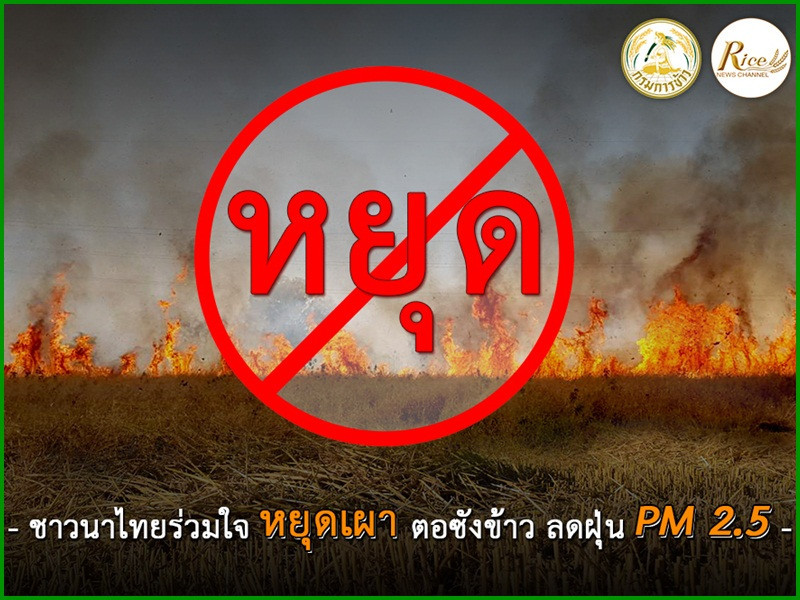 กรมการข้าว
Rice
NEWS CHANNEL
หยุด
- ชาวนาไทยร่วมใจ หยุดเผา ตอซังข้าว ลดฝุ่น PM 2.5 -